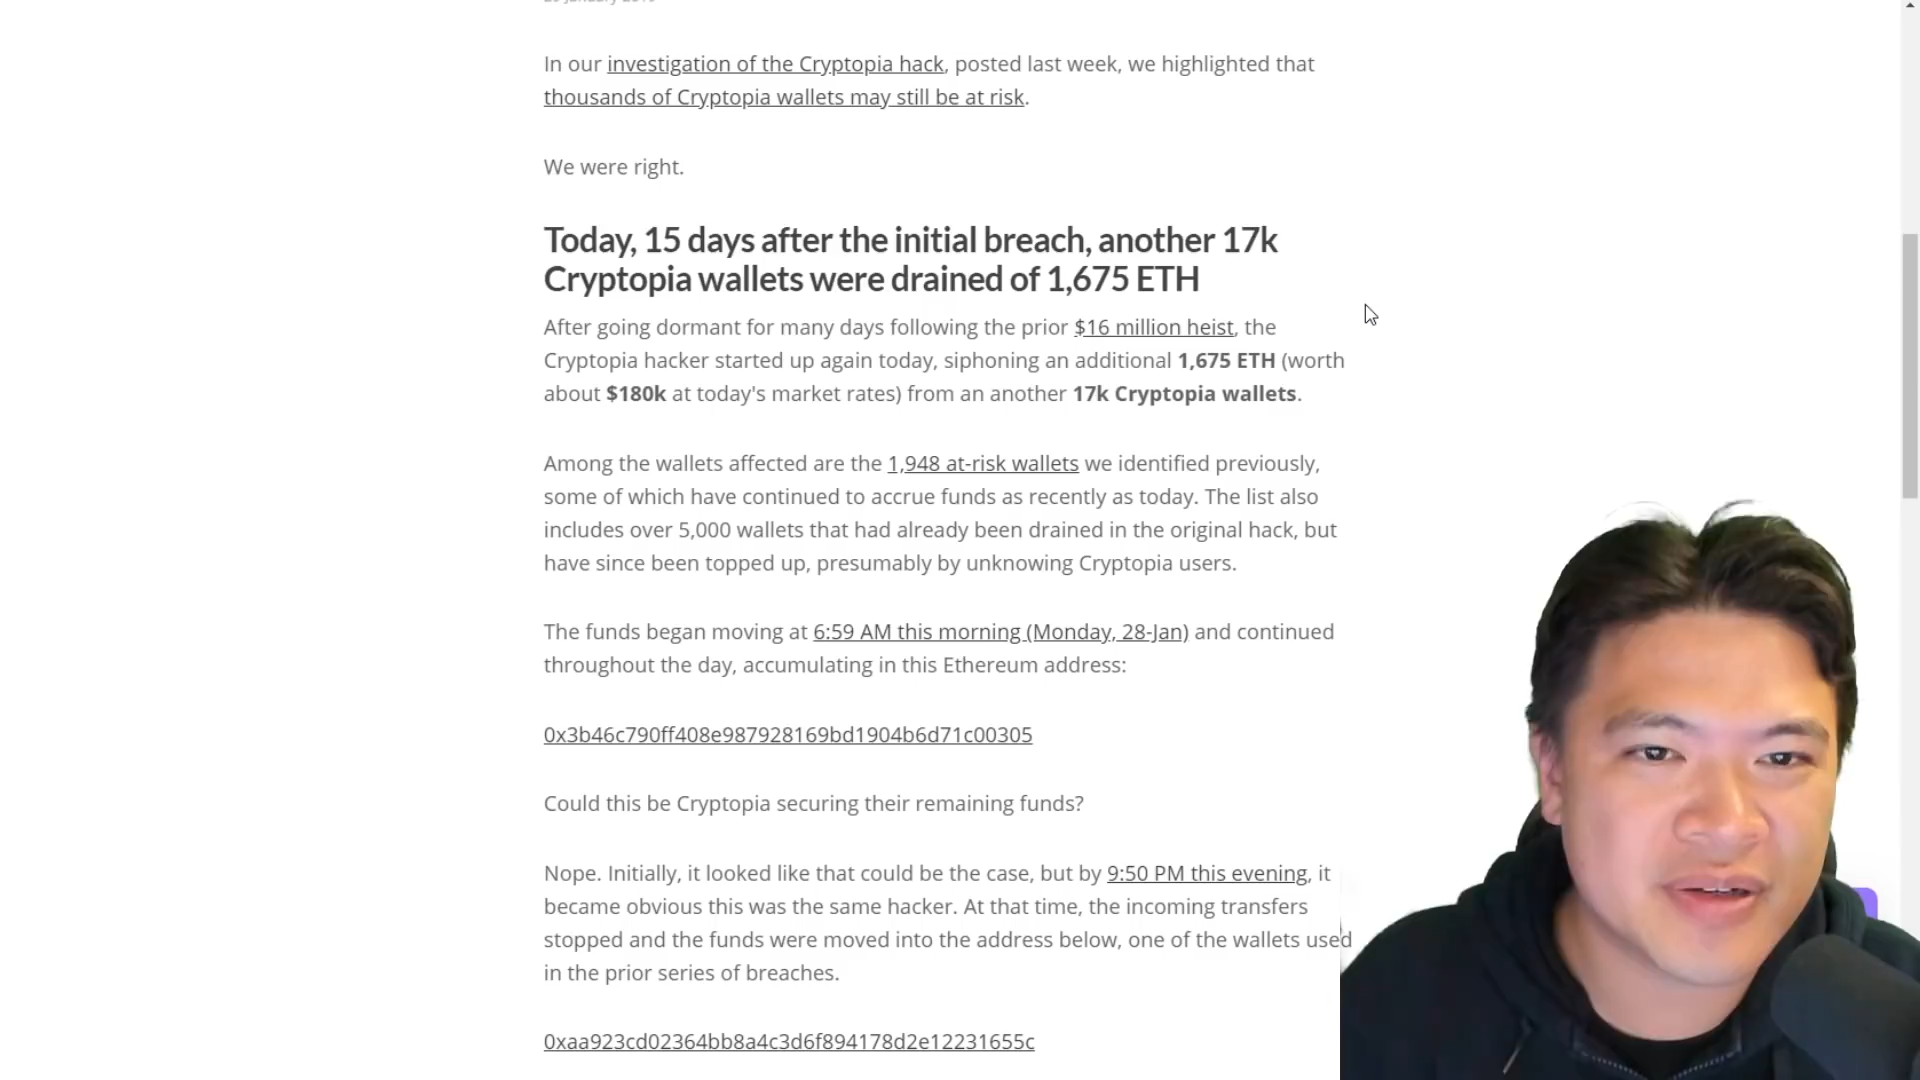 In our investigation of the Cryptopia hack, posted last week, we highlighted that
thousands of Cryptopia wallets may still be at risk.
We were right.
Today, 15 days after the initial breach, another 17k
Cryptopia wallets were drained of 1,675 ETH
After going dormant for many days following the prior $16 million heist, the
Cryptopia hacker started up again today, siphoning an additional 1,675 ETH (worth
about $180k at today's market rates) from an another 17k Cryptopia wallets.
Among the wallets affected are the 1,948 at-risk wallets we identified previously,
some of which have continued to accrue funds as recently as today. The list also
includes over 5,000 wallets that had already been drained in the original hack, but
have since been topped up, presumably by unknowing Cryptopia users.
The funds began moving at 6:59 AM this morning (Monday, 28-Jan) and continued
throughout the day, accumulating in this Ethereum address:
0x3b46c790ff408e987928169bd1904b6d71c00305
Could this be Cryptopia securing their remaining funds?
Nope. Initially, it looked like that could be the case, but by 9:50 PM this evening, it
became obvious this was the same hacker. At that time, the incoming transfers
stopped and the funds were moved into the address below, one of the wallets used
in the prior series of breaches.
0xaa923cd02364bb8a4c3d6f894178d2e12231655c